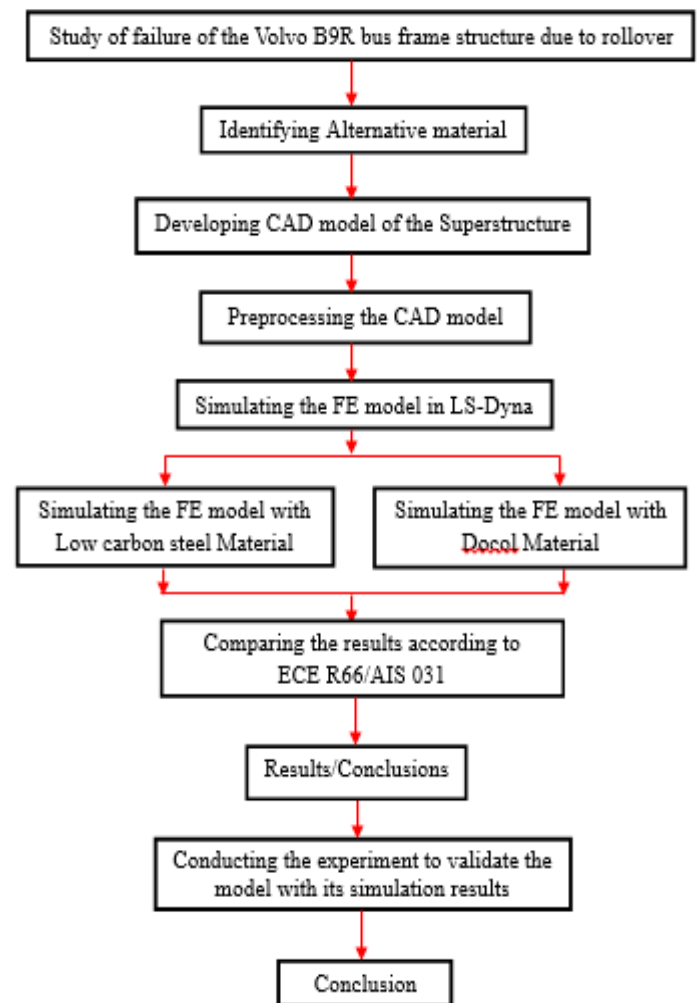 Study of failure of the Volvo B9R bus frame structure due to rollover
Identifying Alternative material
Developing CAD model of the Superstructure
Preprocessing the CAD model
Simulating the FE model in LS-Dyna
Simulating the FE model with
Low carbon steel Material
Simulating the FE model with
Docol Material
Comparing the results according to
ECE R66/AIS 031
Results/Conclusions
Conducting the experiment to validate the
model with its simulation results
Conclusion